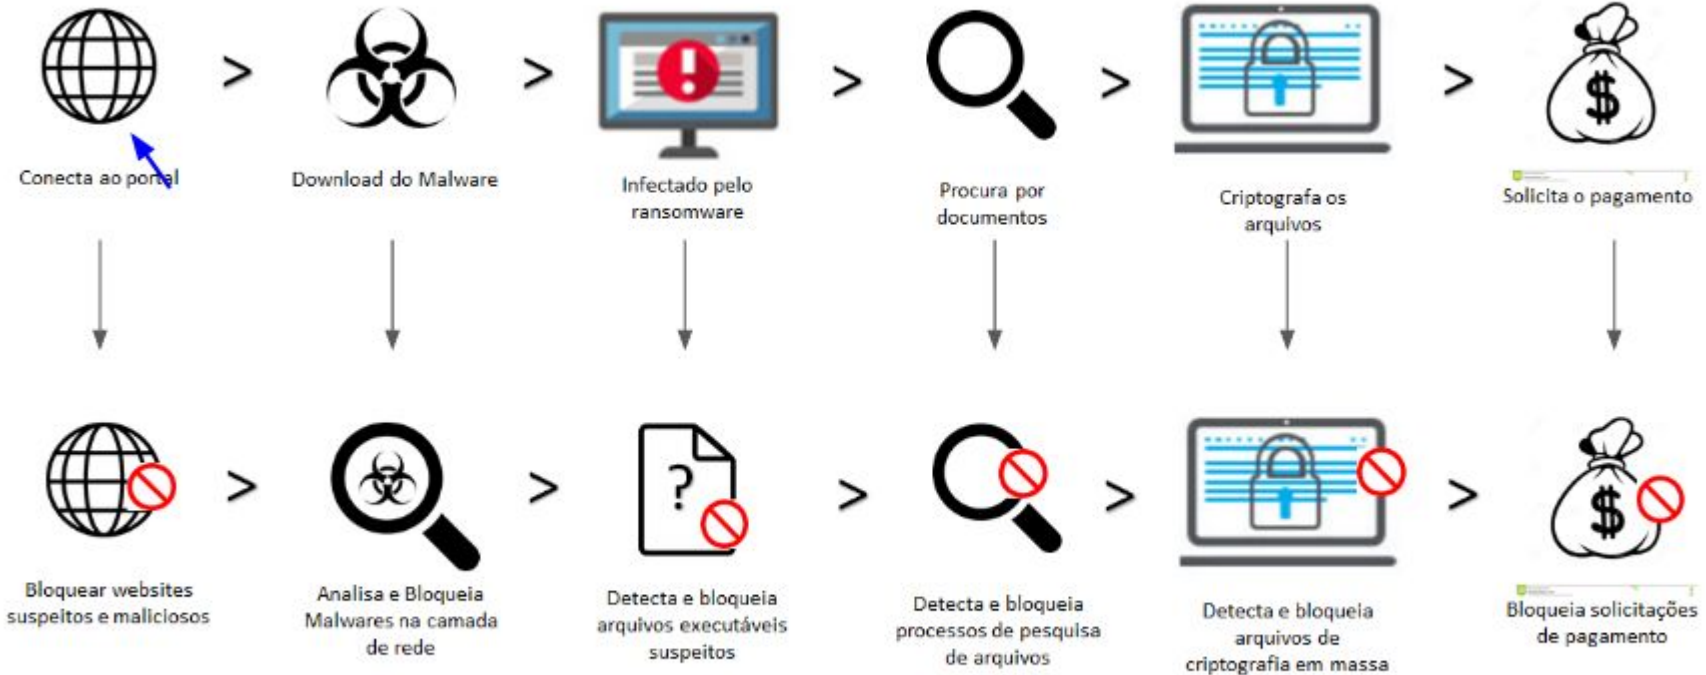 Conecta ao portal
Download do Malware
Infectado pelo
ransomware
Procura por
documentos
Criptografa os
arquivos
$
Solicita o pagamento
Bloquear websites
suspeitos e maliciosos
Analisa e Bloqueia
Malwares na camada
de rede
?
Detecta e bloqueia
arquivos executáveis
suspeitos
Detecta e bloqueia
processos de pesquisa
de arquivos
Detecta e bloqueia
arquivos de
criptografia em massa
$
Bloqueia solicitações
de pagamento